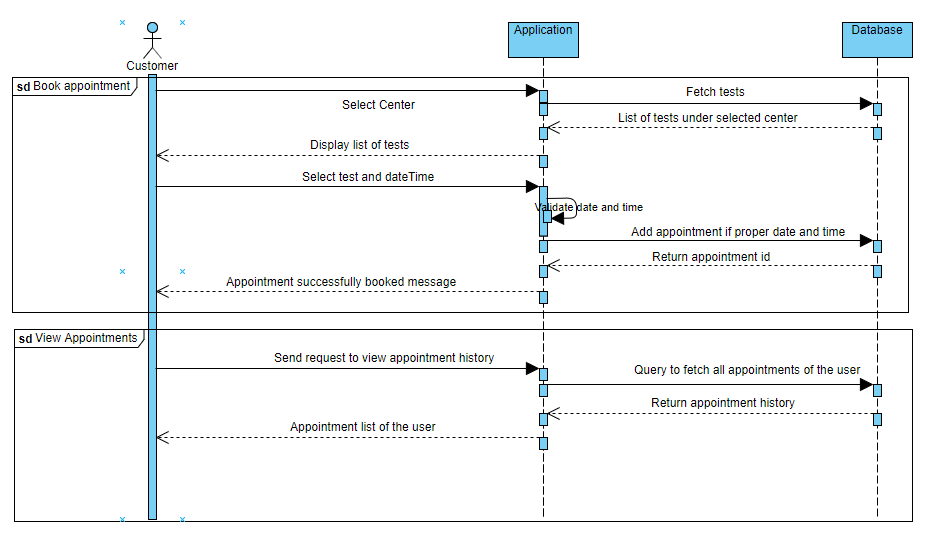 Application
Database
Customer
sd Book appointment
Fetch tests
Select Center
List of tests under selected center
Display list of tests
Select test and dateTime
Validate date and time
Add appointment if proper date and time
Return appointment id
Appointment successfully booked message
sd View Appointments
Send request to view appointment history
Query to fetch all appointments of the user
Return appointment history
Appointment list of the user